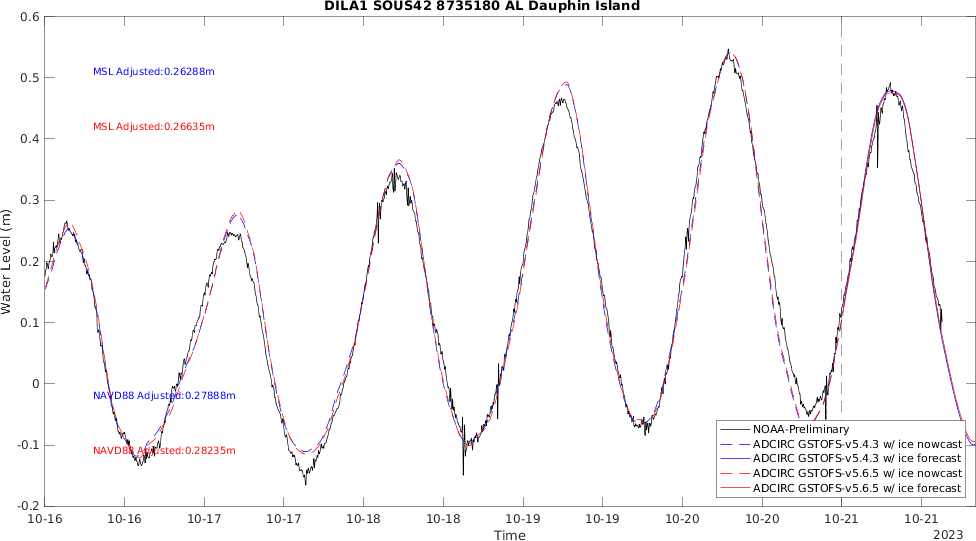 DILA1 SOUS42 8735180 AL Dauphin Island
0.6
0.5
0.4
0.3
0.2
0.1
0
-0.1
-0.2
Water Level (m)
MSL Adjusted:0.26288m
MSL Adjusted:0.26635m
NAVD88 Adjusted:0.27888m
NAVD88 Adjusted:0.28235m
NOAA-Preliminary
ADCIRC GSTOFS-v5.4.3 w/ ice nowcast
ADCIRC GSTOFS-v5.4.3 w/ ice forecast
ADCIRC GSTOFS-v5.6.5 w/ ice nowcast
ADCIRC GSTOFS-v5.6.5 w/ ice forecast
10-16 10-16 10-17 10-17 10-18 10-18 10-19 10-19 10-20 10-20 10-21 10-21
Time
2023